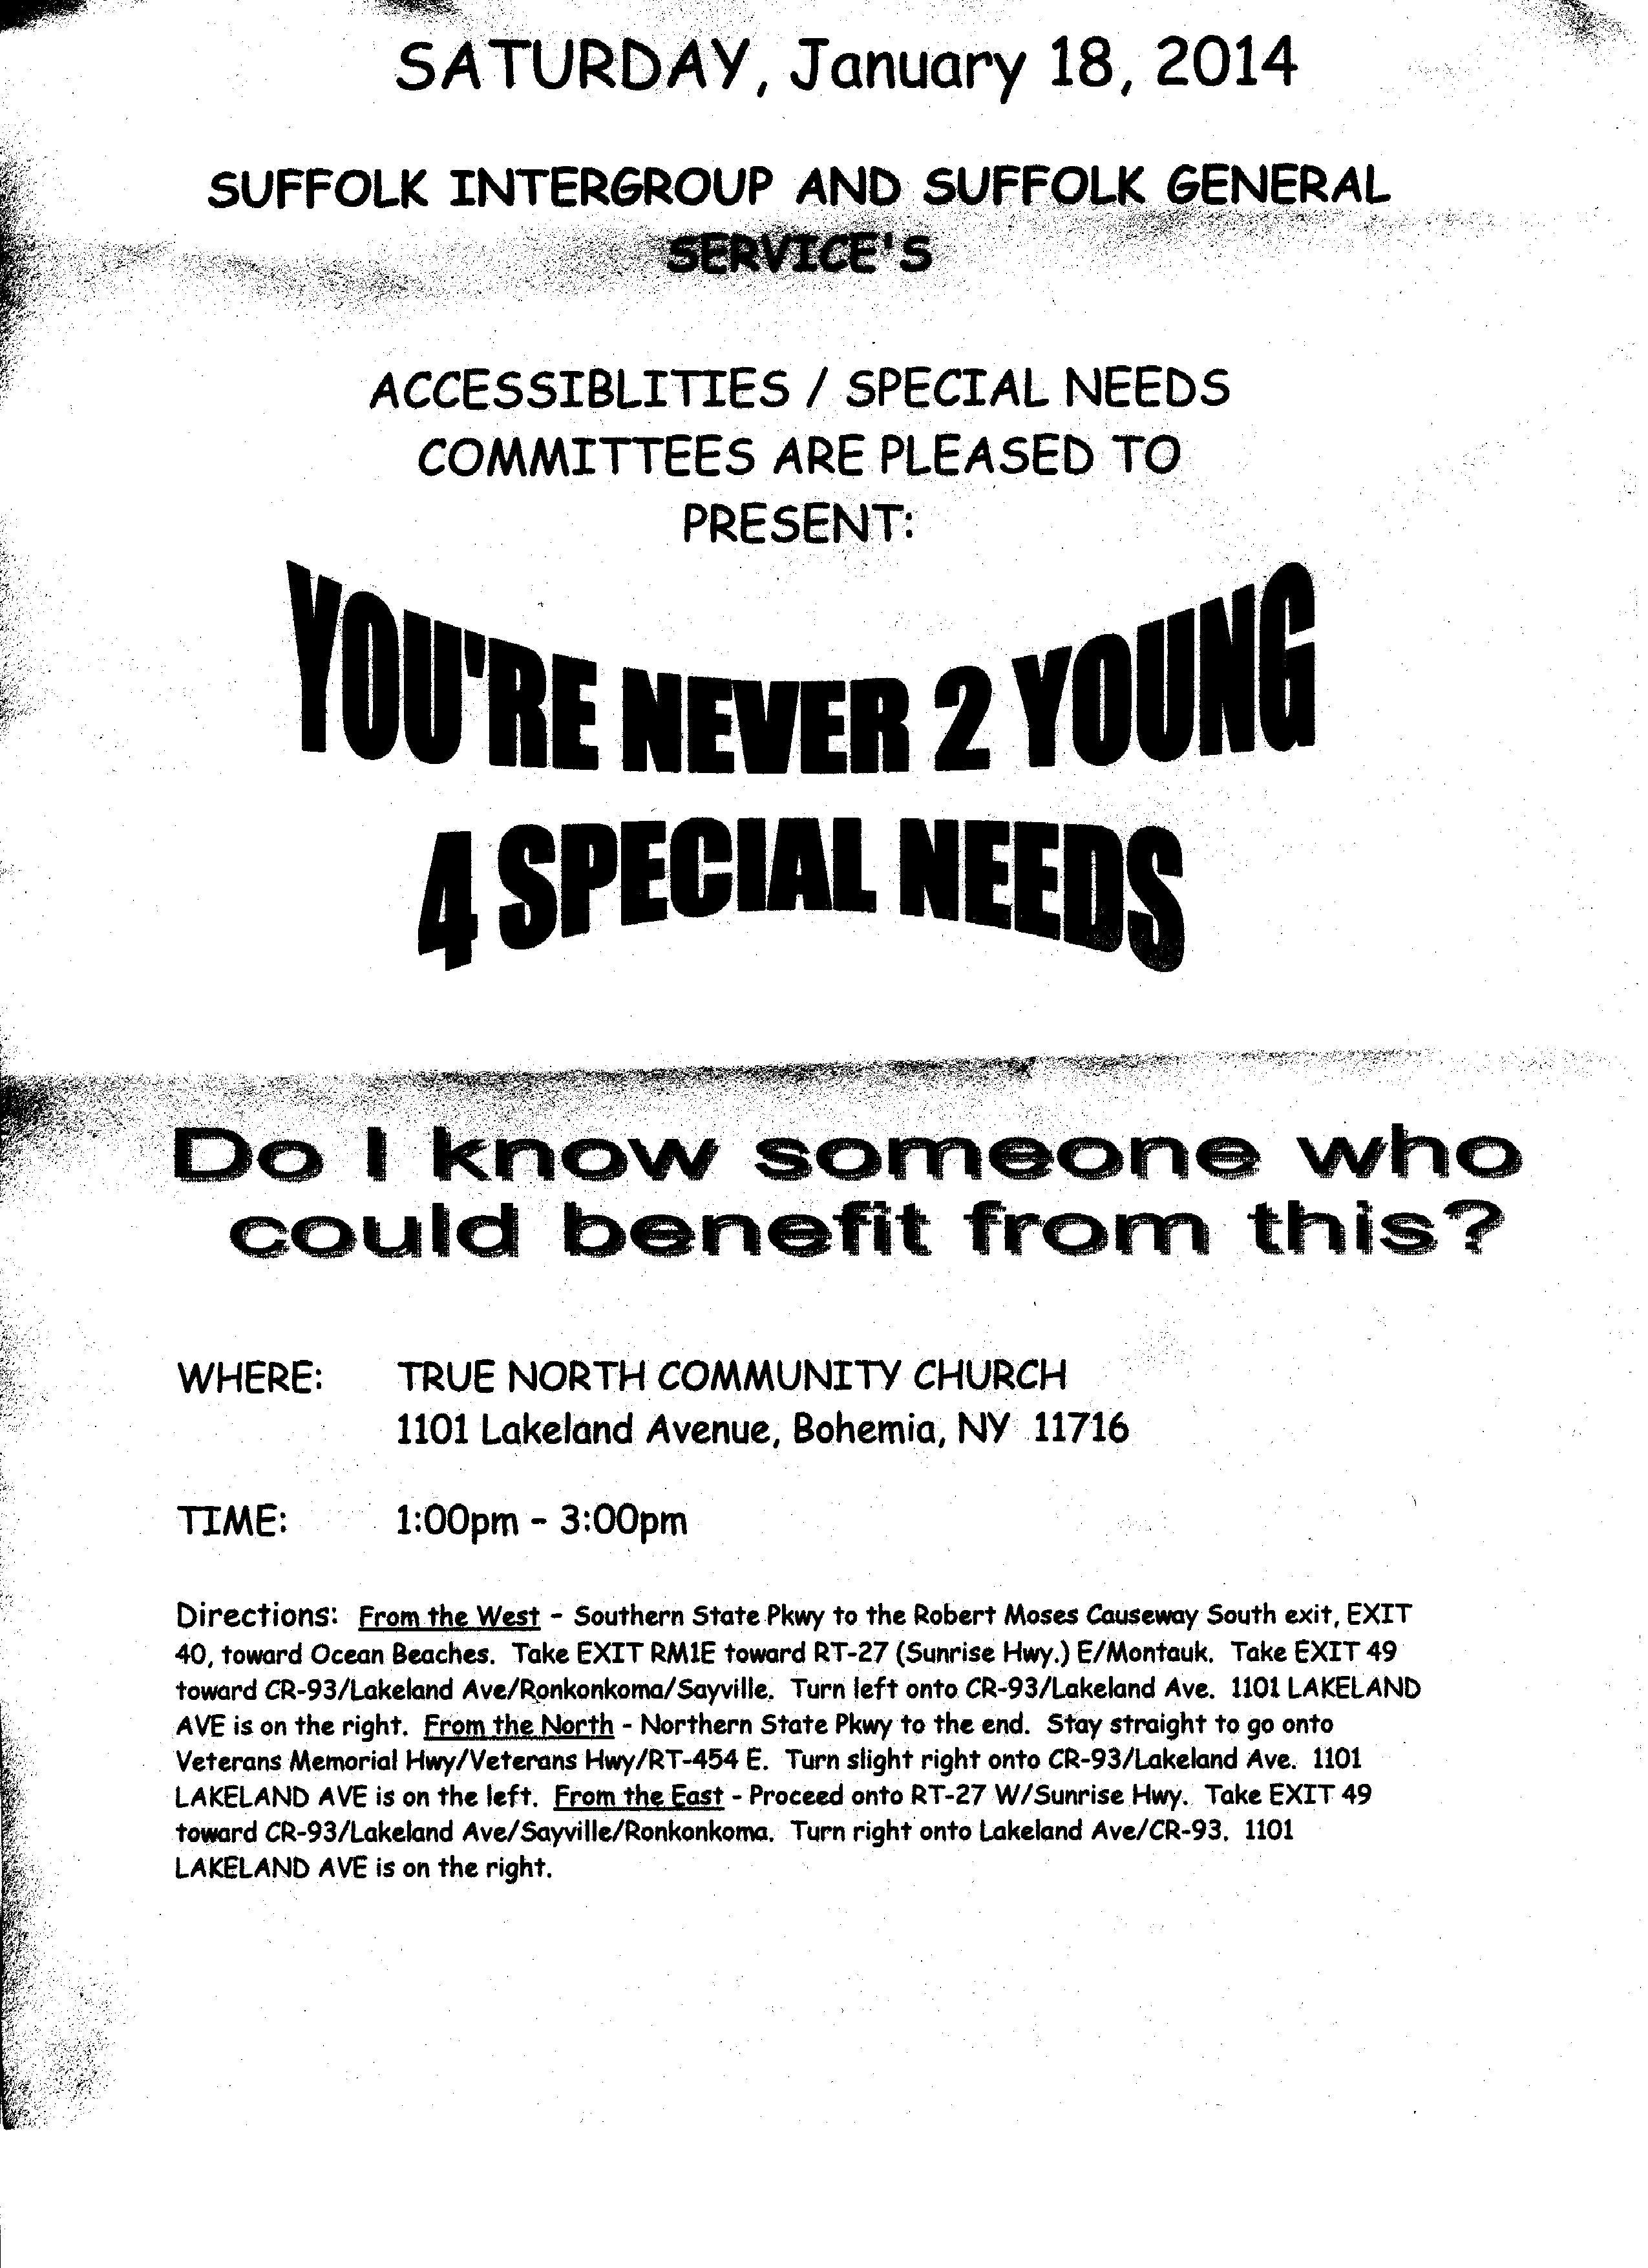 SATURDAY, January 18, 2014
SUFFOLK INTERGROUP AND SUFFOLK GENERAL
SERVICE'S
ACCESSIBLITIES / SPECIAL NEEDS
COMMITTEES ARE PLEASED TO
PRESENT:
YOU'RE NEVER 2 YOUNG
4 SPECIAL NEEDS
Do I know someone who
could benefit from this?
WHERE: TRUE NORTH COMMUNITY CHURCH
1101 Lakeland Avenue, Bohemia, NY 11716
TIME: 1:00pm - 3:00pm
Directions: From the West - Southern State Pkwy to the Robert Moses Causeway South exit, EXIT
40, toward Ocean Beaches. Take EXIT RM1E toward RT-27 (Sunrise Hwy.) E/Montauk. Take EXIT 49
toward CR-93/Lakeland Ave/Ronkonkoma/Sayville. Turn left onto CR-93/Lakeland Ave. 1101 LAKELAND
AVE is on the right. From the North - Northern State Pkwy to the end. Stay straight to go onto
Veterans Memorial Hwy/Veterans Hwy/RT-454 E. Turn slight right onto CR-93/Lakeland Ave. 1101
LAKELAND AVE is on the left. From the East - Proceed onto RT-27 W/Sunrise Hwy. Take EXIT 49
toward CR-93/Lakeland Ave/Sayville/Ronkonkoma. Turn right onto Lakeland Ave/CR-93. 1101
LAKELAND AVE is on the right.